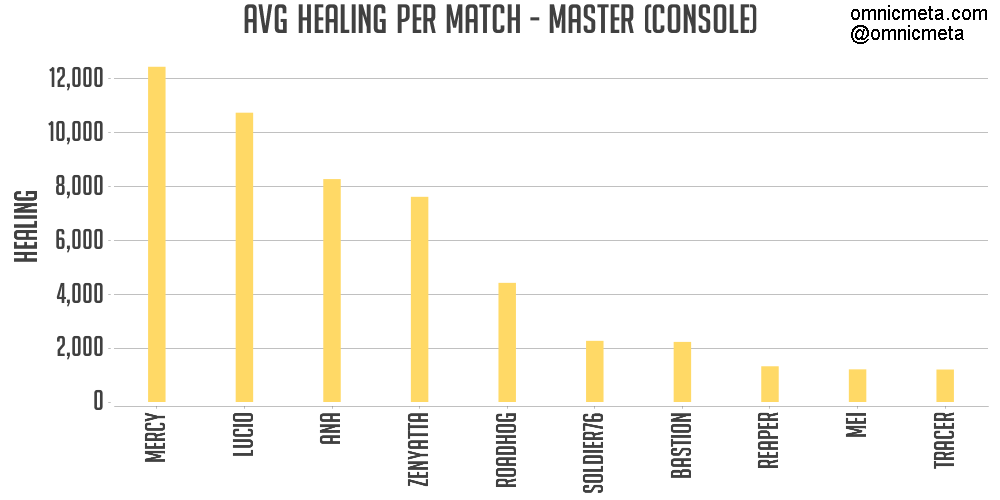 AVG HEALING PER MATCH - MASTER (CONSOLE)
omnicmeta.com
@omnicmeta
HEALING
12,000
10,000
8,000
6,000
4,000
2,000
0
MERCY
LUCIO
ANA
ZENYATTA
ROADHOG
SOLDIER76
BASTION
REAPER
MEI
TRACER